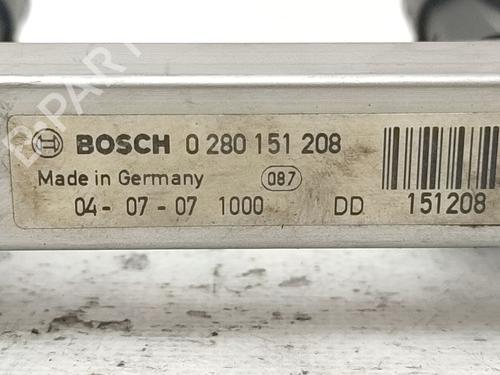 BOSCH 0 280 151 208
Made in Germany 087
04- 07- 07 1000 DD 151208